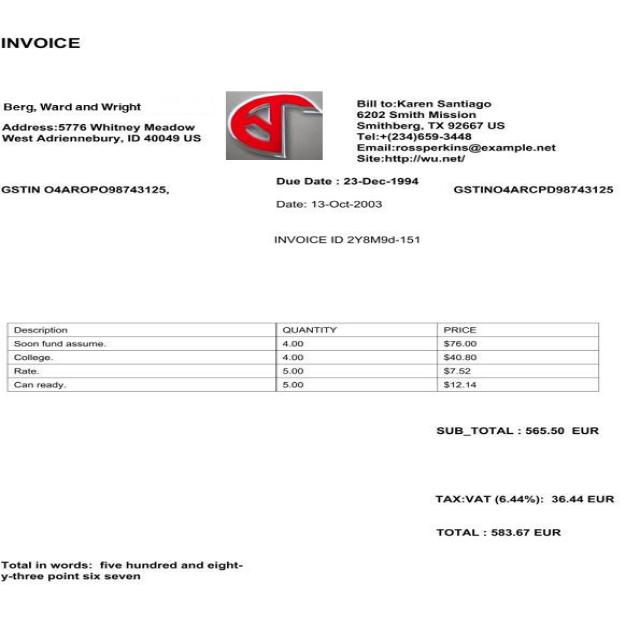 INVOICE
Berg, Ward and Wright
Address:5776 Whitney Meadow
West Adriennebury, ID 40049 US
Bill to:Karen Santiago
6202 Smith Mission
Smithberg, TX 92667 US
Tel:+(234)659-3448
Email:rossperkins@example.net
Site:http://wu.net/
GSTIN O4AROPO98743125,
Due Date : 23-Dec-1994
GSTINO4ARCPD98743125
Date: 13-Oct-2003
INVOICE ID 2Y8M9d-151
Description QUANTITY PRICE
Soon fund assume. 4.00 $76.00
College. 4.00 $40.80
Rate. 5.00 $7.52
Can ready. 5.00 $12.14
SUB_TOTAL : 565.50 EUR
TAX:VAT (6.44%): 36.44 EUR
TOTAL : 583.67 EUR
Total in words: five hundred and eight-
y-three point six seven